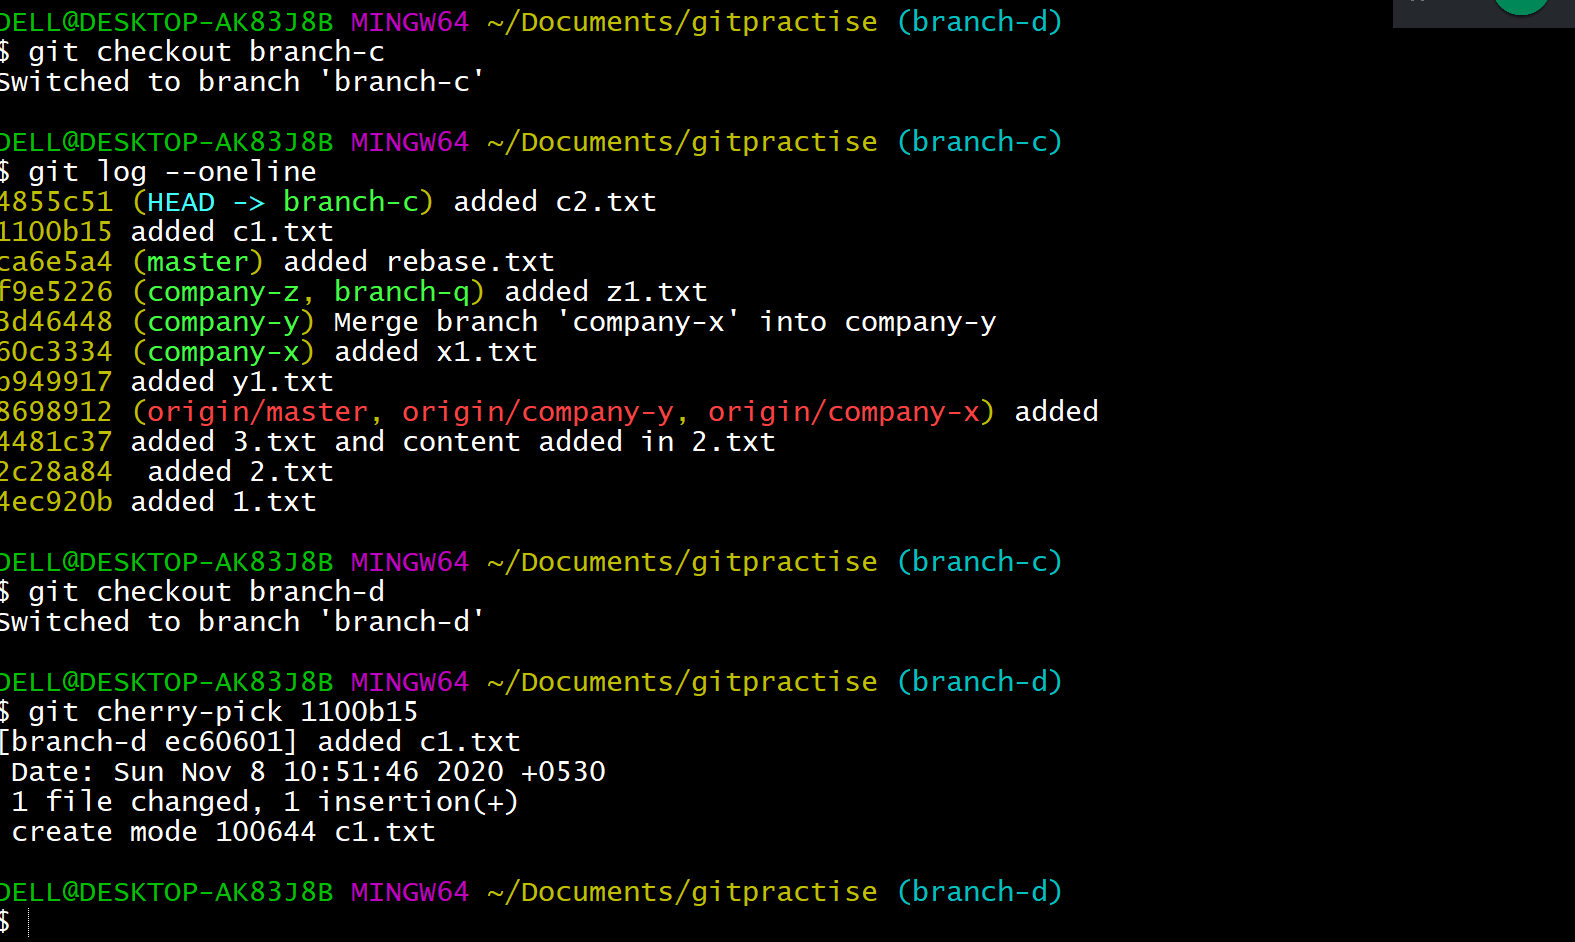 DELL@DESKTOP-AK83J8B MINGW64 ~/Documents/gitpractise (branch-d)
$ git checkout branch-c
Switched to branch 'branch-c'
DELL@DESKTOP-AK83J8B MINGW64 ~/Documents/gitpractise (branch-c)
$ git log --oneline
4855c51 (HEAD -> branch-c) added c2.txt
1100b15 added c1.txt
ca6e5a4 (master) added rebase.txt
f9e5226 (company-z, branch-q) added z1.txt
3d46448 (company-y) Merge branch 'company-x' into company-y
60c3334 (company-x) added x1.txt
b949917 added y1.txt
8698912 (origin/master, origin/company-y, origin/company-x) added
4481c37 added 3.txt and content added in 2.txt
2c28a84  added 2.txt
4ec920b added 1.txt
DELL@DESKTOP-AK83J8B MINGW64 ~/Documents/gitpractise (branch-c)
$ git checkout branch-d
Switched to branch 'branch-d'
DELL@DESKTOP-AK83J8B MINGW64 ~/Documents/gitpractise (branch-d)
$ git cherry-pick 1100b15
[branch-d ec60601] added c1.txt
 Date: Sun Nov 8 10:51:46 2020 +0530
 1 file changed, 1 insertion(+)
 create mode 100644 c1.txt
DELL@DESKTOP-AK83J8B MINGW64 ~/Documents/gitpractise (branch-d)
$